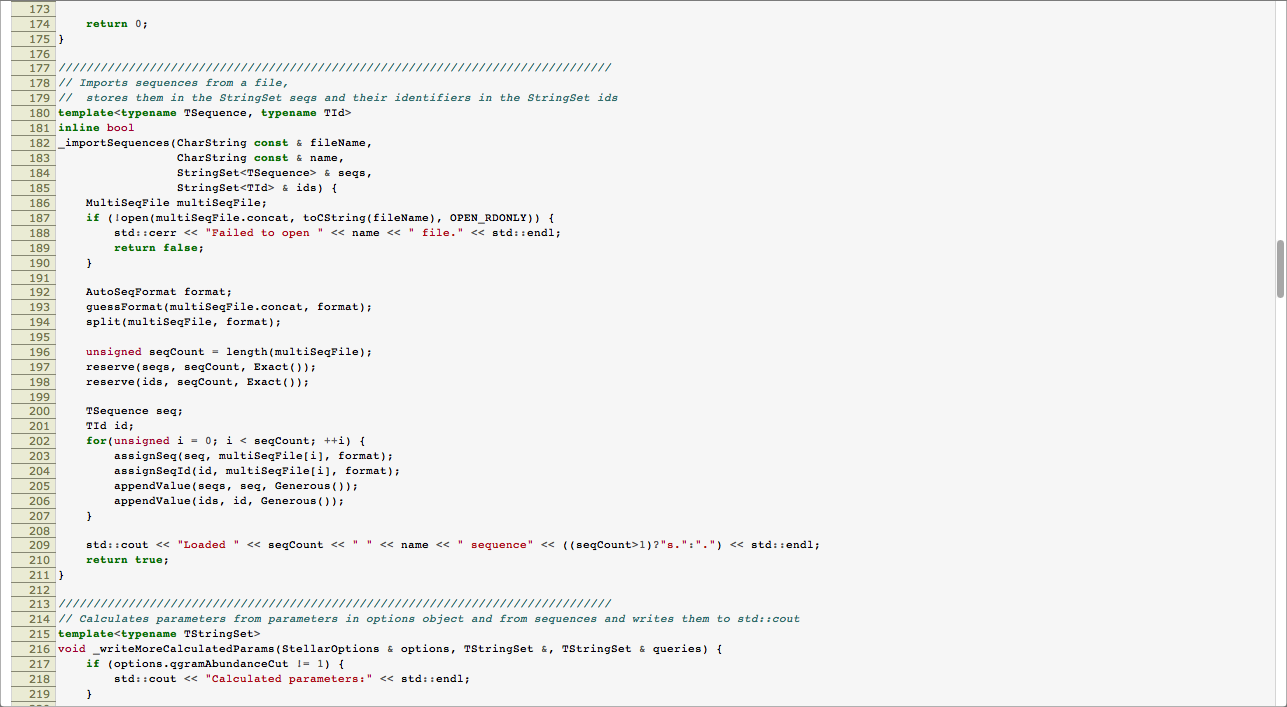 173
174     return 0;
175 }
176
177 ///////////////////////////////////////////////////////////////////////////////
178 // Imports sequences from a file,
179 //  stores them in the StringSet seqs and their identifiers in the StringSet ids
180 template<typename TSequence, typename TId>
181 inline bool
182 _importSequences(CharString const & fileName,
183                  CharString const & name,
184                  StringSet<TSequence> & seqs,
185                  StringSet<TId> & ids) {
186     MultiSeqFile multiSeqFile;
187     if (!open(multiSeqFile.concat, toCString(fileName), OPEN_RDONLY)) {
188         std::cerr << "Failed to open " << name << " file." << std::endl;
189         return false;
190     }
191
192     AutoSeqFormat format;
193     guessFormat(multiSeqFile.concat, format);
194     split(multiSeqFile, format);
195
196     unsigned seqCount = length(multiSeqFile);
197     reserve(seqs, seqCount, Exact());
198     reserve(ids, seqCount, Exact());
199
200     TSequence seq;
201     TId id;
202     for(unsigned i = 0; i < seqCount; ++i) {
203         assignSeq(seq, multiSeqFile[i], format);
204         assignSeqId(id, multiSeqFile[i], format);
205         appendValue(seqs, seq, Generous());
206         appendValue(ids, id, Generous());
207     }
208
209     std::cout << "Loaded " << seqCount << " " << name << " sequence" << ((seqCount>1)?"s.":".") << std::endl;
210     return true;
211 }
212
213 ///////////////////////////////////////////////////////////////////////////////
214 // Calculates parameters from parameters in options object and from sequences and writes them to std::cout
215 template<typename TStringSet>
216 void _writeMoreCalculatedParams(StellarOptions & options, TStringSet &, TStringSet & queries) {
217     if (options.qgramAbundanceCut != 1) {
218         std::cout << "Calculated parameters:" << std::endl;
219     }